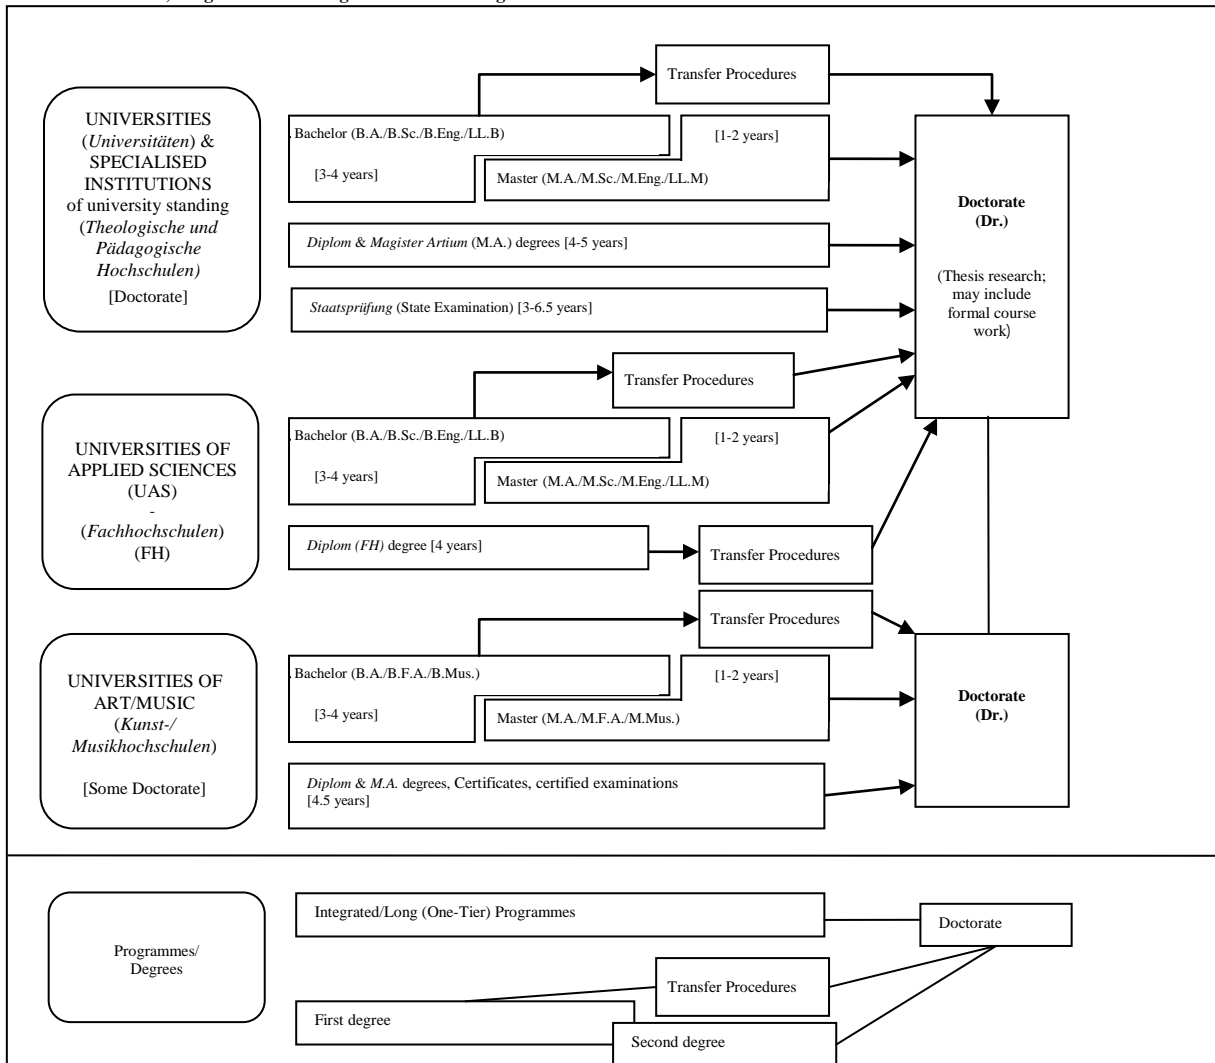 Transfer Procedures
UNIVERSITIES
(Universitäten) &
SPECIALISED
INSTITUTIONS
of university standing
(Theologische und
Pädagogische
Hochschulen)
[Doctorate]
Bachelor (B.A./B.Sc./B.Eng./LL.B)
[1-2 years]
[3-4 years]
Master (M.A./M.Sc./M.Eng./LL.M)
Diplom & Magister Artium (M.A.) degrees [4-5 years]
Staatsprüfung (State Examination) [3-6.5 years]
Doctorate
(Dr.)
(Thesis research;
may include
formal course
work)
Transfer Procedures
UNIVERSITIES OF
APPLIED SCIENCES
(UAS)
-
(Fachhochschulen)
(FH)
Bachelor (B.A./B.Sc./B.Eng./LL.B)
[1-2 years]
[3-4 years]
Master (M.A./M.Sc./M.Eng./LL.M)
Diplom (FH) degree [4 years]
Transfer Procedures
Transfer Procedures
UNIVERSITIES OF
ART/MUSIC
(Kunst-/
Musikhochschulen)
[Some Doctorate]
Bachelor (B.A./B.F.A./B.Mus.)
[1-2 years]
[3-4 years]
Master (M.A./M.F.A./M.Mus.)
Diplom & M.A. degrees, Certificates, certified examinations
[4.5 years]
Doctorate
(Dr.)
Programmes/
Degrees
Integrated/Long (One-Tier) Programmes
Doctorate
Transfer Procedures
First degree
Second degree